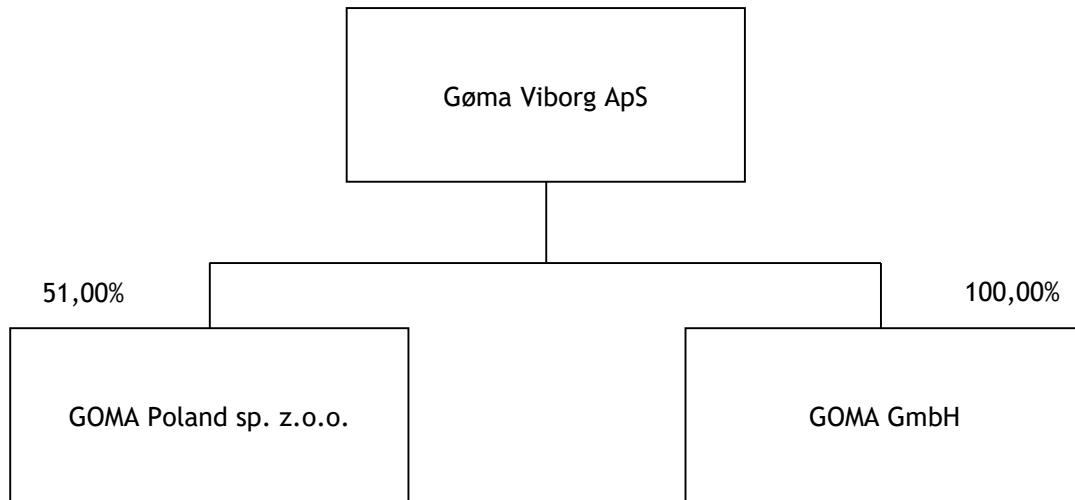 Gøma Viborg ApS
51,00%
100,00%
GOMA Poland sp. z.o.o.
GOMA GmbH